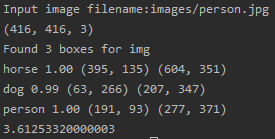 Input image filename:images/person.jpg
(416, 416, 3)
Found 3 boxes for img
horse 1.00 (395, 135) (604, 351)
dog 0.99 (63, 266) (207, 347)
person 1.00 (191, 93) (277, 371)
3.61253320000003